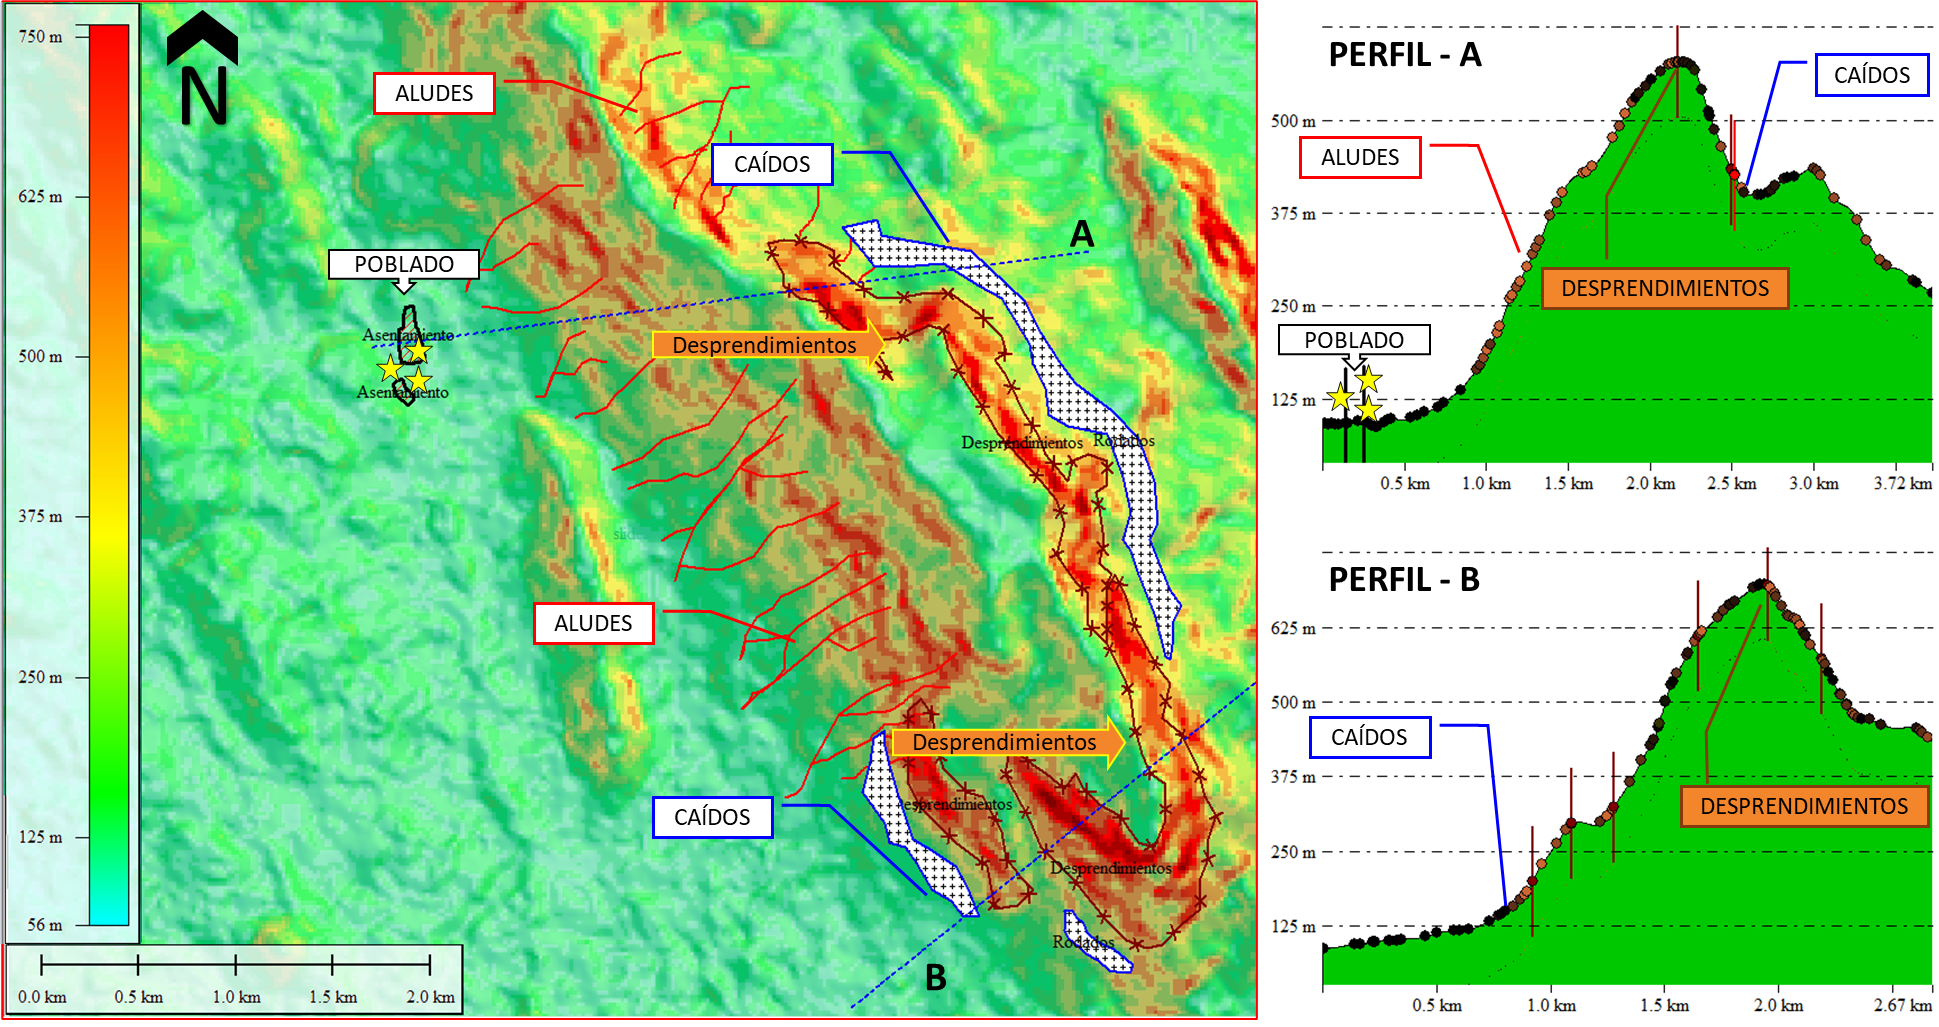 750 m
625 m
500 m
375 m
250 m
125 m
56 m
N
ALUDES
CAÍDOS
A
POBLADO
Asentamiento
Asentamiento
Desprendimientos
Desprendimientos
Rodados
ALUDES
Desprendimientos
CAÍDOS
esprendimientos
Desprendimientos
Rodados
B
0.0 km 0.5 km 1.0 km 1.5 km 2.0 km
PERFIL - A
CAÍDOS
500 m
ALUDES
375 m
DESPRENDIMIENTOS
250 m
POBLADO
125 m
0.5 km 1.0 km 1.5 km 2.0 km 2.5 km 3.0 km 3.72 km
PERFIL - B
625 m
500 m
CAÍDOS
375 m
DESPRENDIMIENTOS
250 m
125 m
0.5 km 1.0 km 1.5 km 2.0 km 2.67 km